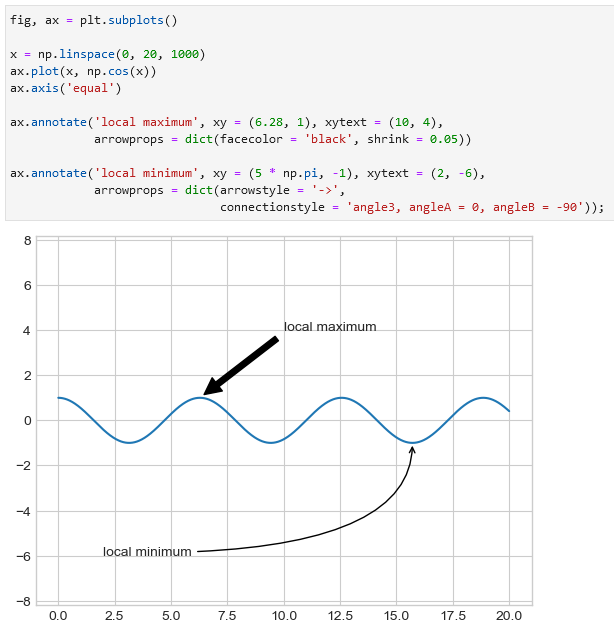 fig, ax = plt.subplots()
x = np.linspace(0, 20, 1000)
ax.plot(x, np.cos(x))
ax.axis('equal')
ax.annotate('local maximum', xy = (6.28, 1), xytext = (10, 4),
arrowprops = dict(facecolor = 'black', shrink = 0.05))
ax.annotate('local minimum', xy = (5 * np.pi, -1), xytext = (2, -6),
arrowprops = dict(arrowstyle = '->',
connectionstyle = 'angle3, angleA = 0, angleB = -90'));
8
6
4
local maximum
2
0
−2
−4
local minimum
−6
−8
0.0 2.5 5.0 7.5 10.0 12.5 15.0 17.5 20.0